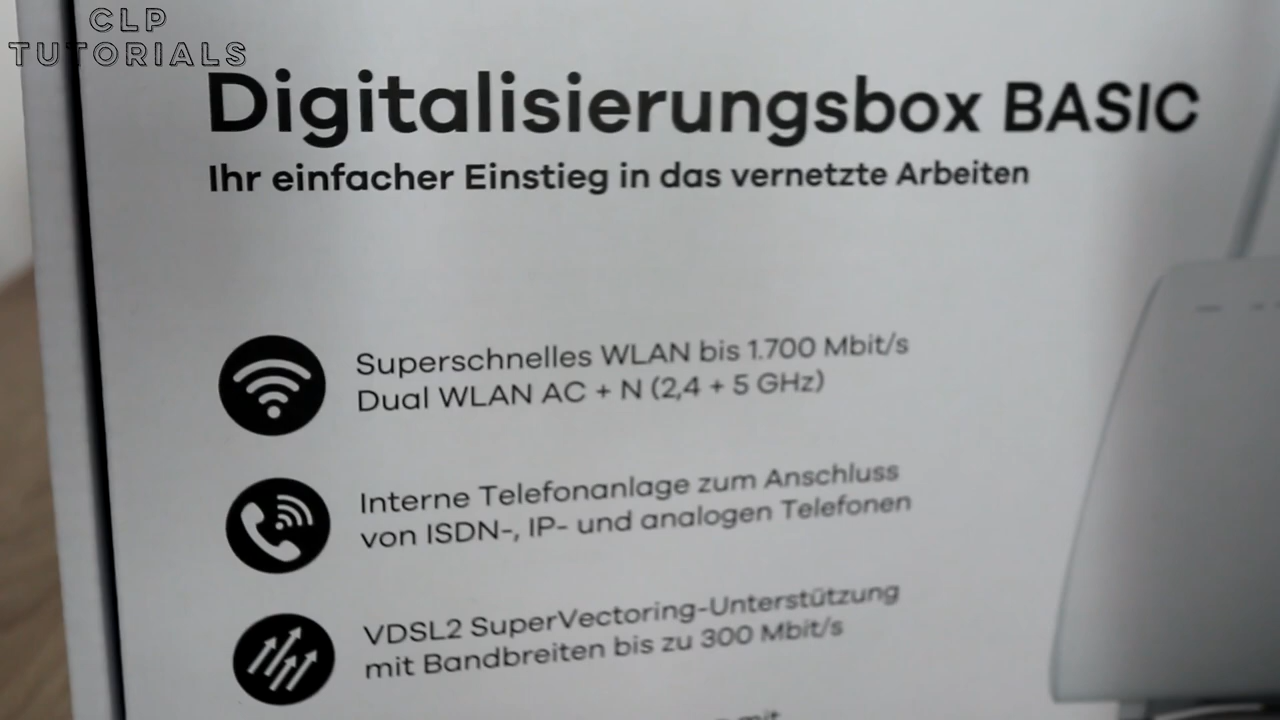 CLP
TUTORIALS
Digitalisierungsbox BASIC
Ihr einfacher Einstieg in das vernetzte Arbeiten
Superschnelles WLAN bis 1.700 Mbit/s
Dual WLAN AC + N (2,4 + 5 GHz)
Interne Telefonanlage zum Anschluss
von ISDN-, IP- und analogen Telefonen
VDSL2 SuperVectoring-Unterstützung
mit Bandbreiten bis zu 300 Mbit/s